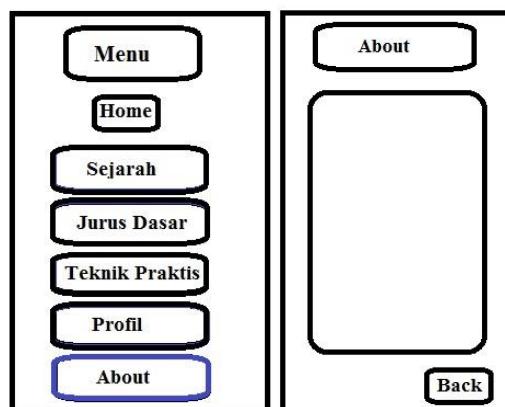 Menu
Home
Sejarah
Jurus Dasar
Teknik Praktis
Profil
About
About
Back